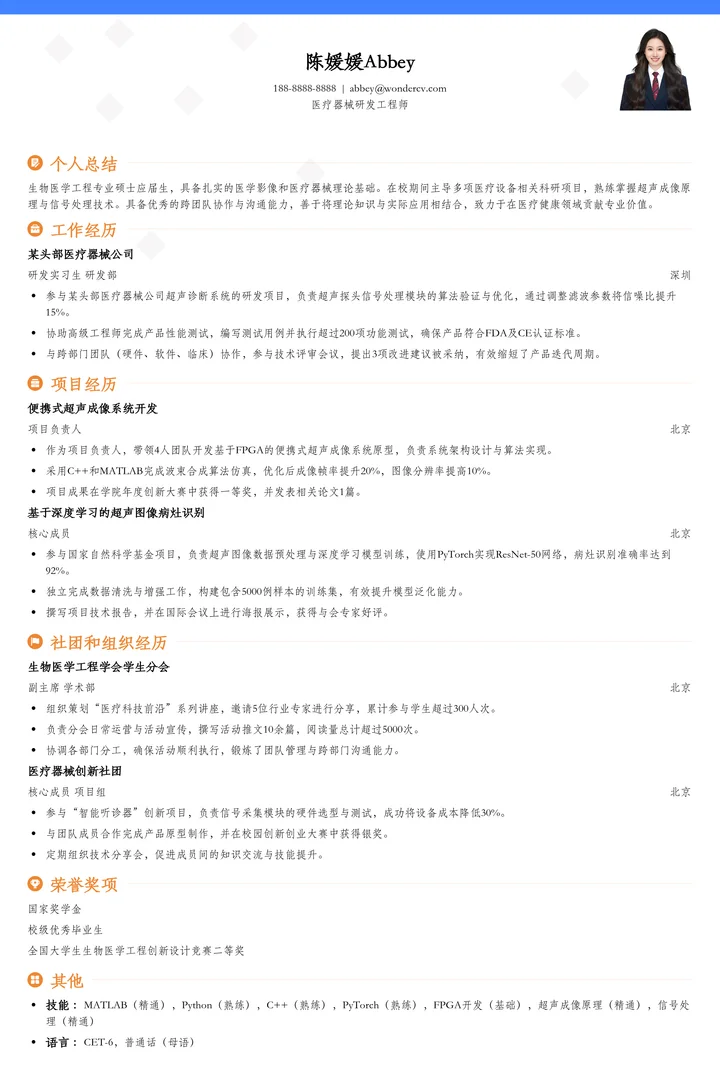 陈媛媛Abbey
188-8888-8888 | abbey@wondercv.com
医疗器械研发工程师
个人总结
生物医学工程专业硕士应届生，具备扎实的医学影像和医疗器械理论基础。在校期间主导多项医疗设备相关科研项目，熟练掌握超声成像原
理与信号处理技术。具备优秀的跨团队协作与沟通能力，善于将理论知识与实际应用相结合，致力于在医疗健康领域贡献专业价值。
工作经历
某头部医疗器械公司
研发实习生 研发部 深圳
• 参与某头部医疗器械公司超声诊断系统的研发项目，负责超声探头信号处理模块的算法验证与优化，通过调整滤波参数将信噪比提升
15%。
• 协助高级工程师完成产品性能测试，编写测试用例并执行超过200项功能测试，确保产品符合FDA及CE认证标准。
• 与跨部门团队（硬件、软件、临床）协作，参与技术评审会议，提出3项改进建议被采纳，有效缩短了产品迭代周期。
项目经历
便携式超声成像系统开发
项目负责人 北京
• 作为项目负责人，带领4人团队开发基于FPGA的便携式超声成像系统原型，负责系统架构设计与算法实现。
• 采用C++和MATLAB完成波束合成算法仿真，优化后成像帧率提升20%，图像分辨率提高10%。
• 项目成果在学院年度创新大赛中获得一等奖，并发表相关论文1篇。
基于深度学习的超声图像病灶识别
核心成员 北京
• 参与国家自然科学基金项目，负责超声图像数据预处理与深度学习模型训练，使用PyTorch实现ResNet-50网络，病灶识别准确率达到
92%。
• 独立完成数据清洗与增强工作，构建包含5000例样本的训练集，有效提升模型泛化能力。
• 撰写项目技术报告，并在国际会议上进行海报展示，获得与会专家好评。
社团和组织经历
生物医学工程学会学生分会
副主席 学术部 北京
• 组织策划“医疗科技前沿”系列讲座，邀请5位行业专家进行分享，累计参与学生超过300人次。
• 负责分会日常运营与活动宣传，撰写活动推文10余篇，阅读量总计超过5000次。
• 协调各部门分工，确保活动顺利执行，锻炼了团队管理与跨部门沟通能力。
医疗器械创新社团
核心成员 项目组 北京
• 参与“智能听诊器”创新项目，负责信号采集模块的硬件选型与测试，成功将设备成本降低30%。
• 与团队成员合作完成产品原型制作，并在校园创新创业大赛中获得银奖。
• 定期组织技术分享会，促进成员间的知识交流与技能提升。
荣誉奖项
国家奖学金
校级优秀毕业生
全国大学生生物医学工程创新设计竞赛二等奖
其他
• 技能：MATLAB（精通）, Python（熟练）, C++（熟练）, PyTorch（熟练）, FPGA开发（基础）, 超声成像原理（精通）, 信号处
理（精通）
• 语言：CET-6，普通话（母语）